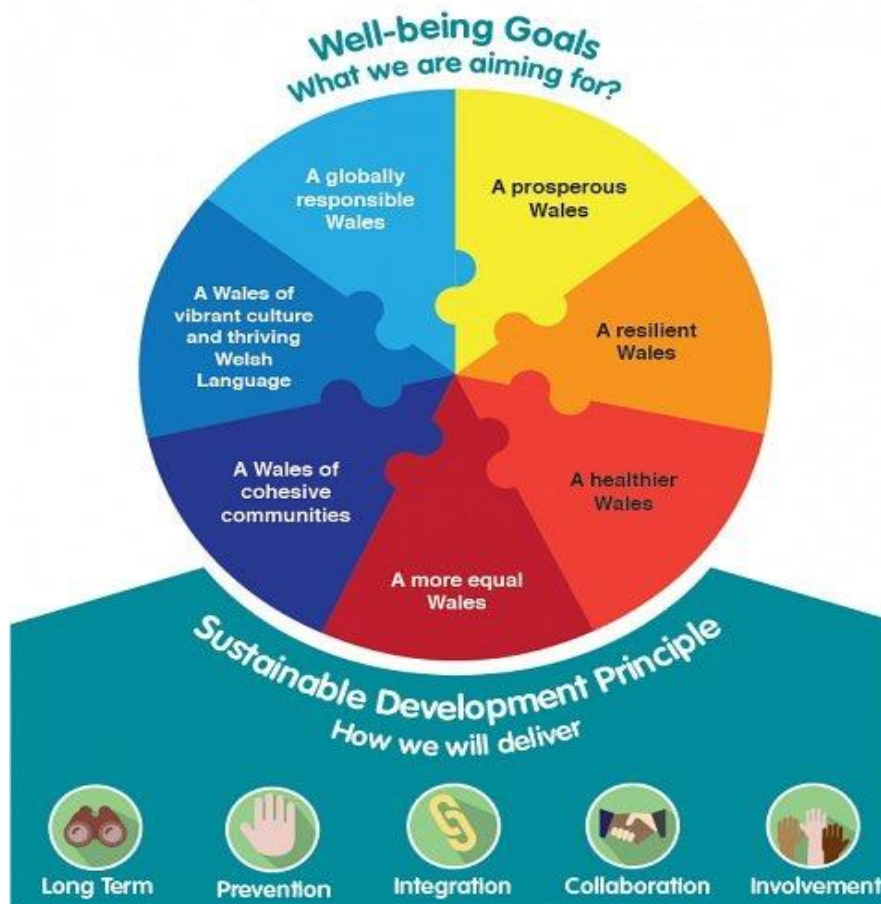 Well-being Goals
What we are aiming for?
A globally
responsible
Wales
A prosperous
Wales
A Wales of
vibrant culture
and thriving
Welsh
Language
A resilient
Wales
A Wales of
cohesive
communities
A healthier
Wales
A more equal
Wales
Sustainable Development Principle
How we will deliver
Long Term
Prevention
Integration
Collaboration
Involvement